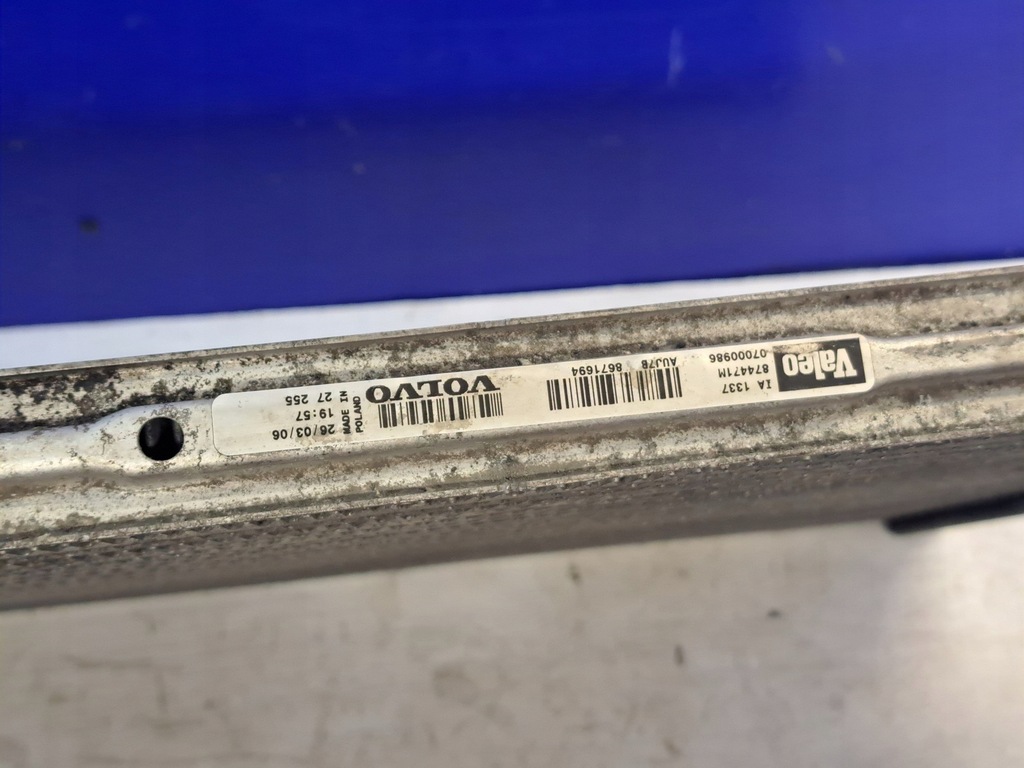 Valeo
IA 1337
874471M
07000986
AUJ7B 8671694
VOLVO
MADE IN
POLAND
26/03/06
19:57
27 255